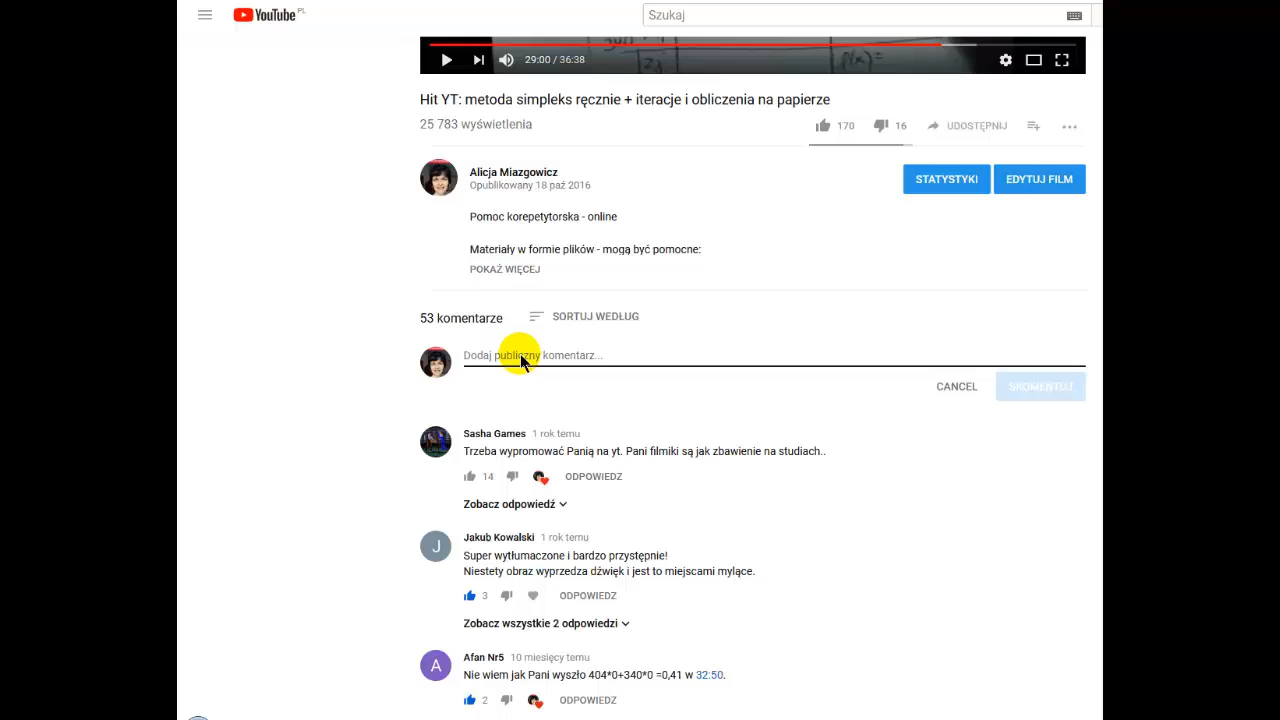 YouTube PL
Szukaj
29:00 / 36:38
Hit YT: metoda simpleks ręcznie + iteracje i obliczenia na papierze
25 783 wyświetlenia
170 16 UDOSTĘPNIJ
Alicja Miazgowicz
Opublikowany 18 paź 2016
STATYSTYKI EDYTUJ FILM
Pomoc korepetytorska - online
Materiały w formie plików - mogą być pomocne:
POKAŻ WIĘCEJ
53 komentarze SORTUJ WEDŁUG
Dodaj publiczny komentarz...
CANCEL SKOMENTUJ
Sasha Games 1 rok temu
Trzeba wypromować Panią na yt. Pani filmiki są jak zbawienie na studiach..
14 ODPOWIEDZ
Zobacz odpowiedź
J
Jakub Kowalski 1 rok temu
Super wytłumaczone i bardzo przystępnie!
Niestety obraz wyprzedza dźwięk i jest to miejscami mylące.
3 ODPOWIEDZ
Zobacz wszystkie 2 odpowiedzi
A
Afan Nr5 10 miesięcy temu
Nie wiem jak Pani wyszło 404*0+340*0 =0,41 w 32:50.
2 ODPOWIEDZ